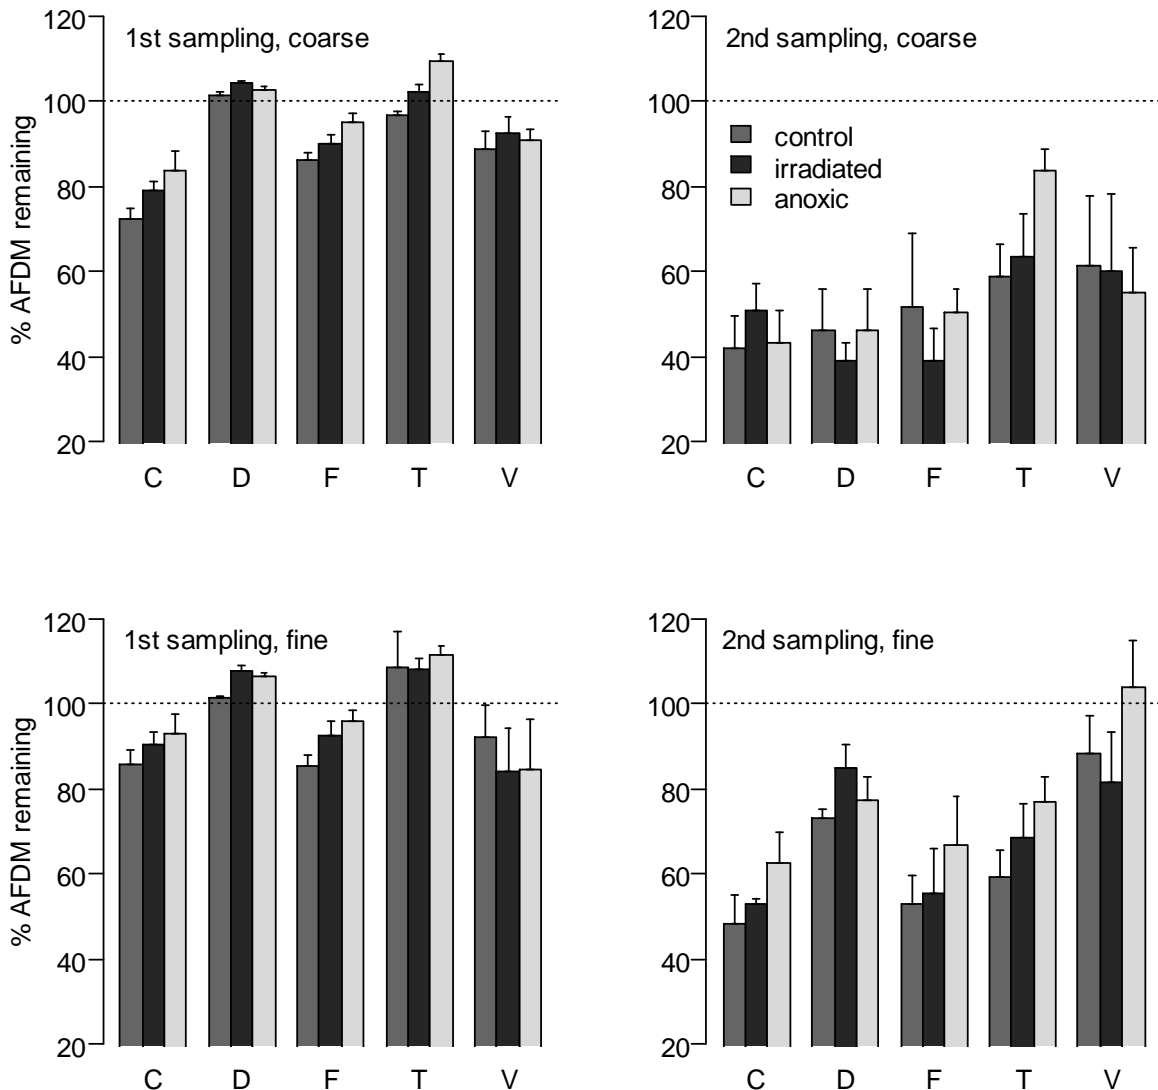 1st sampling, coarse
% AFDM remaining
120
100
80
60
40
20
C D F T V
2nd sampling, coarse
control
irradiated
anoxic
120
100
80
60
40
20
C D F T V
1st sampling, fine
% AFDM remaining
120
100
80
60
40
20
C D F T V
2nd sampling, fine
120
100
80
60
40
20
C D F T V